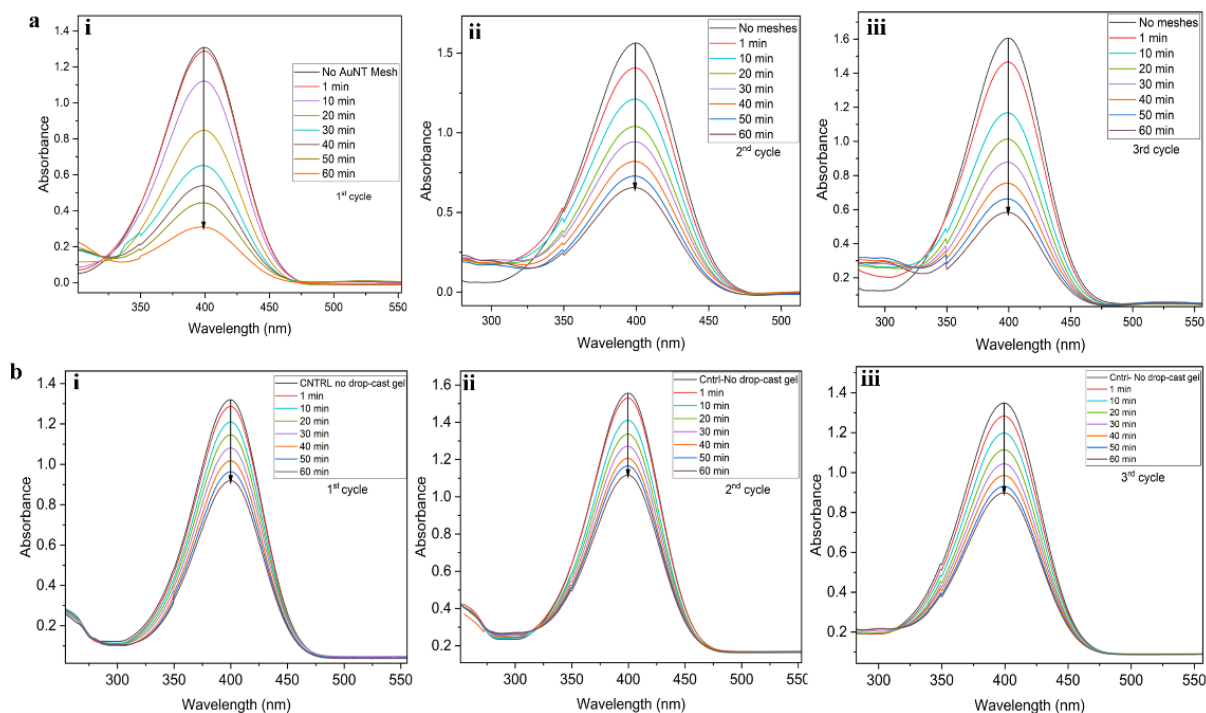 a
i
No AuNT Mesh
1 min
10 min
20 min
30 min
40 min
50 min
60 min
1st cycle
Absorbance
1.4
1.2
1.0
0.8
0.6
0.4
0.2
0.0
350
400
450
500
550
Wavelength (nm)
ii
No meshes
1 min
10 min
20 min
30 min
40 min
50 min
60 min
2nd cycle
Absorbance
1.5
1.0
0.5
0.0
300
350
400
450
500
Wavelength (nm)
iii
No meshes
1 min
10 min
20 min
30 min
40 min
50 min
60 min
3rd cycle
Absorbance
1.6
1.4
1.2
1.0
0.8
0.6
0.4
0.2
300
350
400
450
500
550
Wavelength (nm)
b
i
CNTRL no drop-cast gel
1 min
10 min
20 min
30 min
40 min
50 min
60 min
1st cycle
Absorbance
1.4
1.2
1.0
0.8
0.6
0.4
0.2
300
350
400
450
500
550
Wavelength (nm)
ii
Cntrl-No drop-cast gel
1 min
10 min
20 min
30 min
40 min
50 min
60 min
2nd cycle
Absorbance
1.6
1.4
1.2
1.0
0.8
0.6
0.4
0.2
300
350
400
450
500
550
Wavelength (nm)
iii
Cntrl- No drop-cast gel
1 min
10 min
20 min
30 min
40 min
50 min
60 min
3rd cycle
Absorbance
1.4
1.2
1.0
0.8
0.6
0.4
0.2
300
350
400
450
500
550
Wavelength (nm)